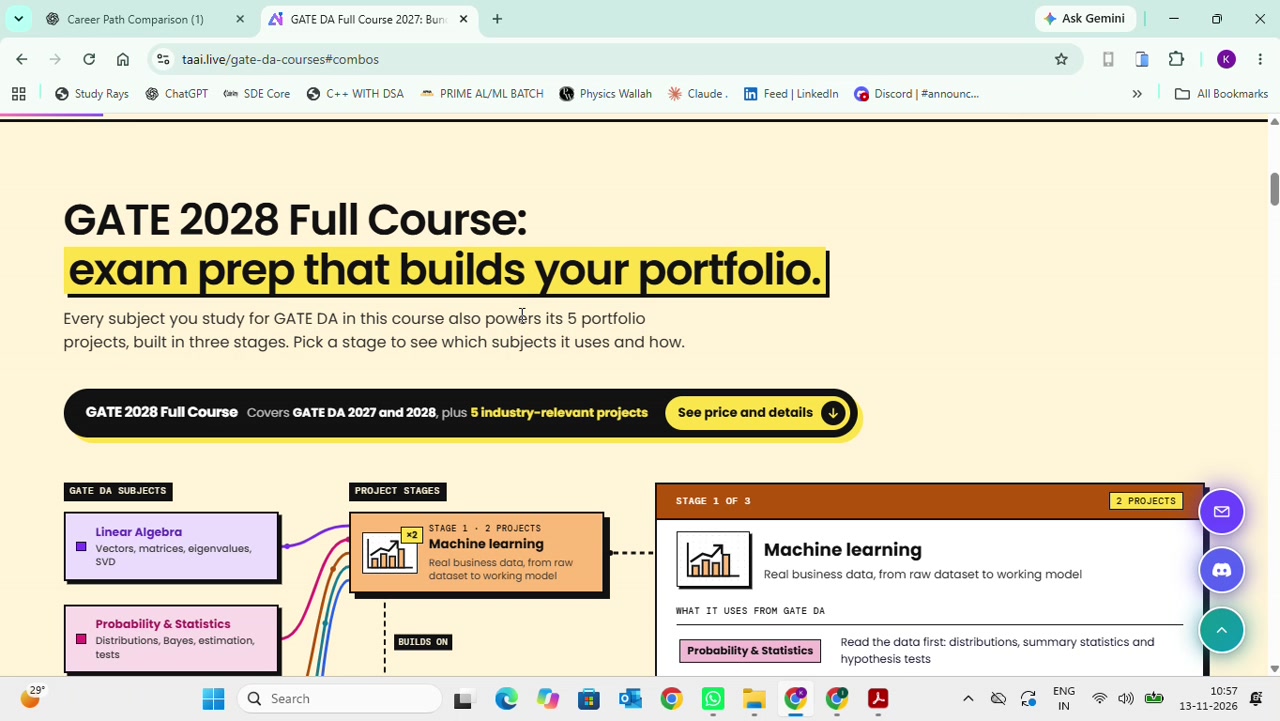 Career Path Comparison (1)
GATE DA Full Course 2027: Bun
Ask Gemini
taai.live/gate-da-courses#combos
K
Study Rays
ChatGPT
SDE Core
C++ WITH DSA
PRIME AL/ML BATCH
Physics Wallah
Claude .
Feed | LinkedIn
Discord | #announc...
All Bookmarks
GATE 2028 Full Course:
exam prep that builds your portfolio.
Every subject you study for GATE DA in this course also powers its 5 portfolio
projects, built in three stages. Pick a stage to see which subjects it uses and how.
GATE 2028 Full Course Covers GATE DA 2027 and 2028, plus 5 industry-relevant projects See price and details
GATE DA SUBJECTS
Linear Algebra
Vectors, matrices, eigenvalues,
SVD
Probability & Statistics
Distributions, Bayes, estimation,
tests
PROJECT STAGES
×2
STAGE 1 · 2 PROJECTS
Machine learning
Real business data, from raw
dataset to working model
BUILDS ON
STAGE 1 OF 3
2 PROJECTS
Machine learning
Real business data, from raw dataset to working model
WHAT IT USES FROM GATE DA
Probability & Statistics
Read the data first: distributions, summary statistics and
hypothesis tests
29°
Search
ENG
IN
10:57
13-11-2026